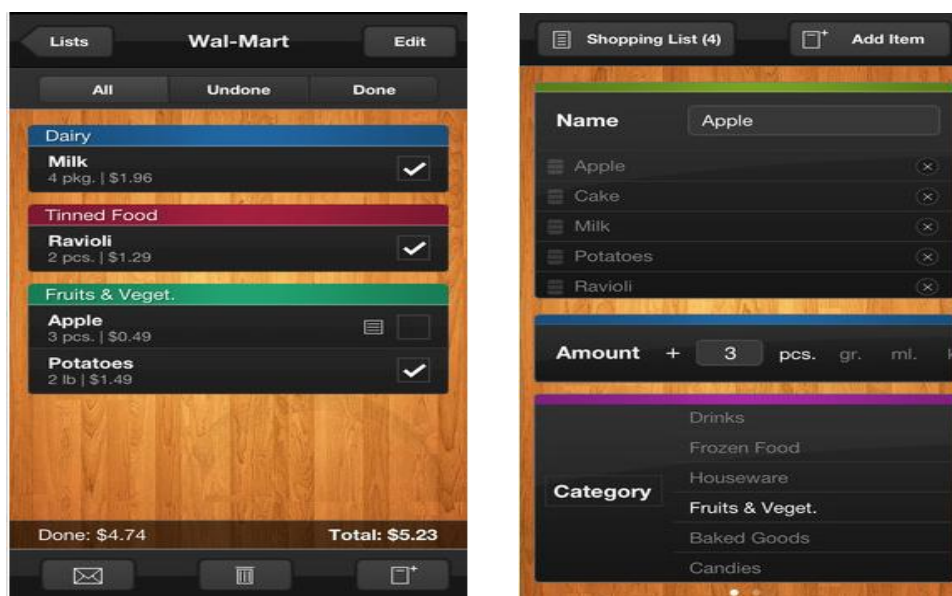 Lists Wal-Mart Edit
All Undone Done
Dairy
Milk
4 pkg. | $1.96
Tinned Food
Ravioli
2 pcs. | $1.29
Fruits & Veget.
Apple
3 pcs. | $0.49
Potatoes
2 lb | $1.49
Done: $4.74 Total: $5.23
Shopping List (4) Add Item
Name Apple
Apple
Cake
Milk
Potatoes
Ravioli
Amount + 3 pcs. gr. ml.
Drinks
Frozen Food
Houseware
Category
Fruits & Veget.
Baked Goods
Candies